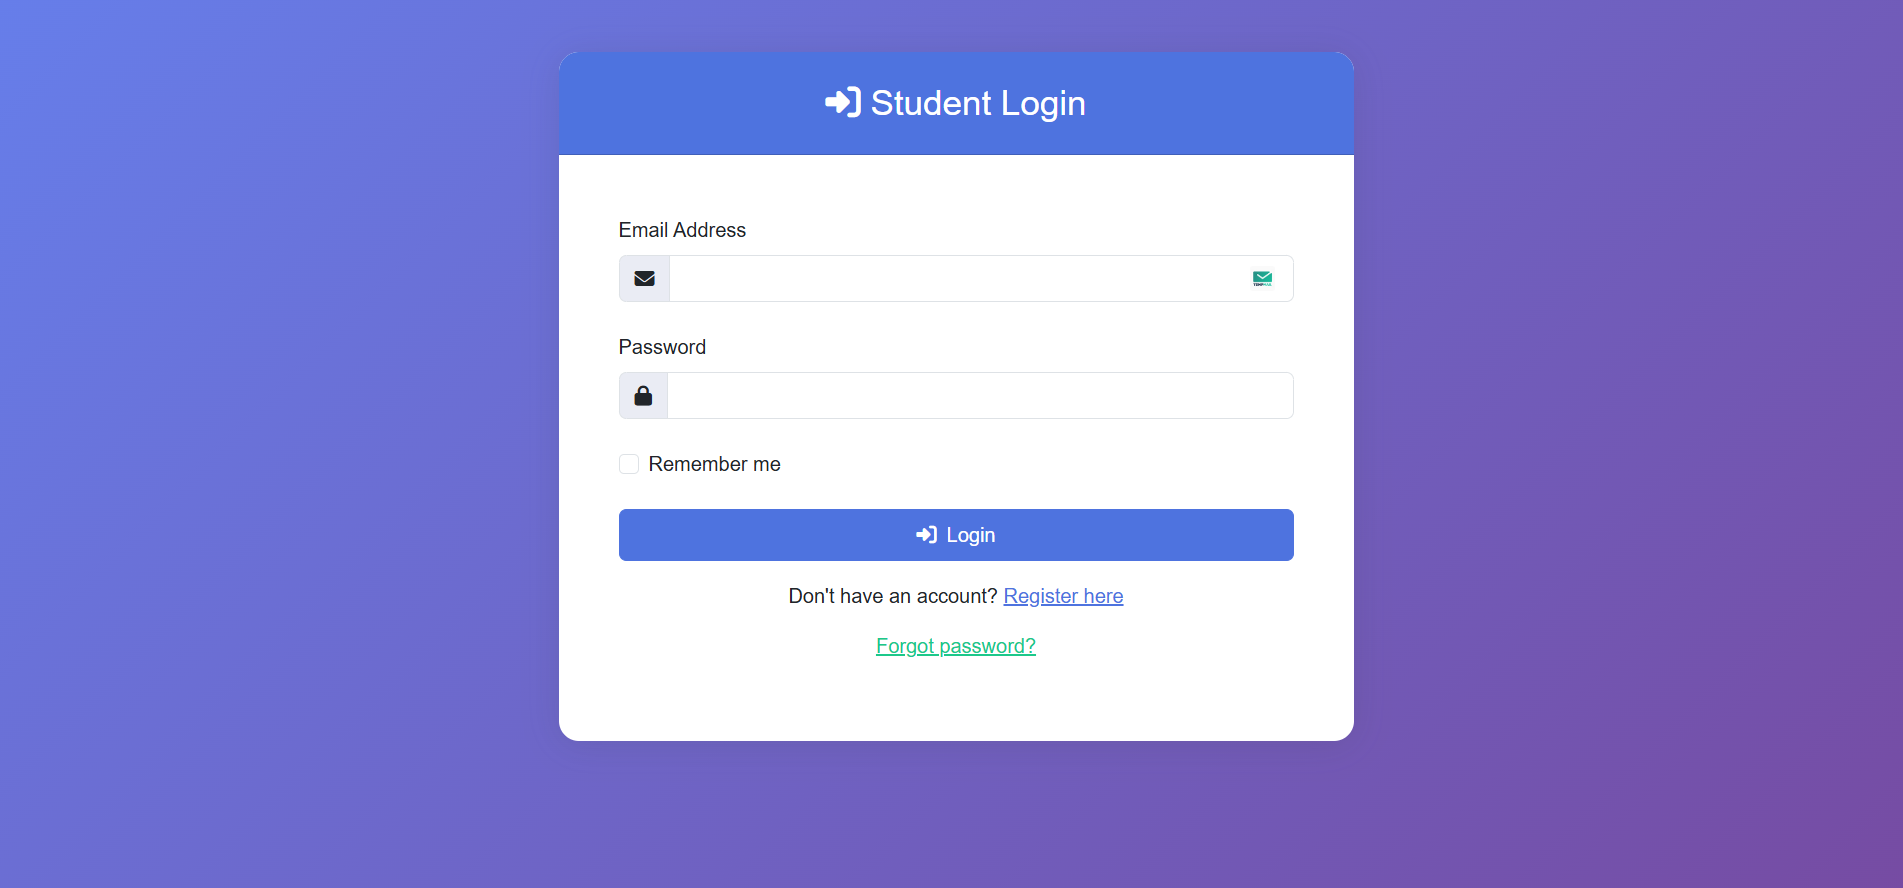 Student Login
Email Address
Password
Remember me
Login
Don't have an account? Register here
Forgot password?